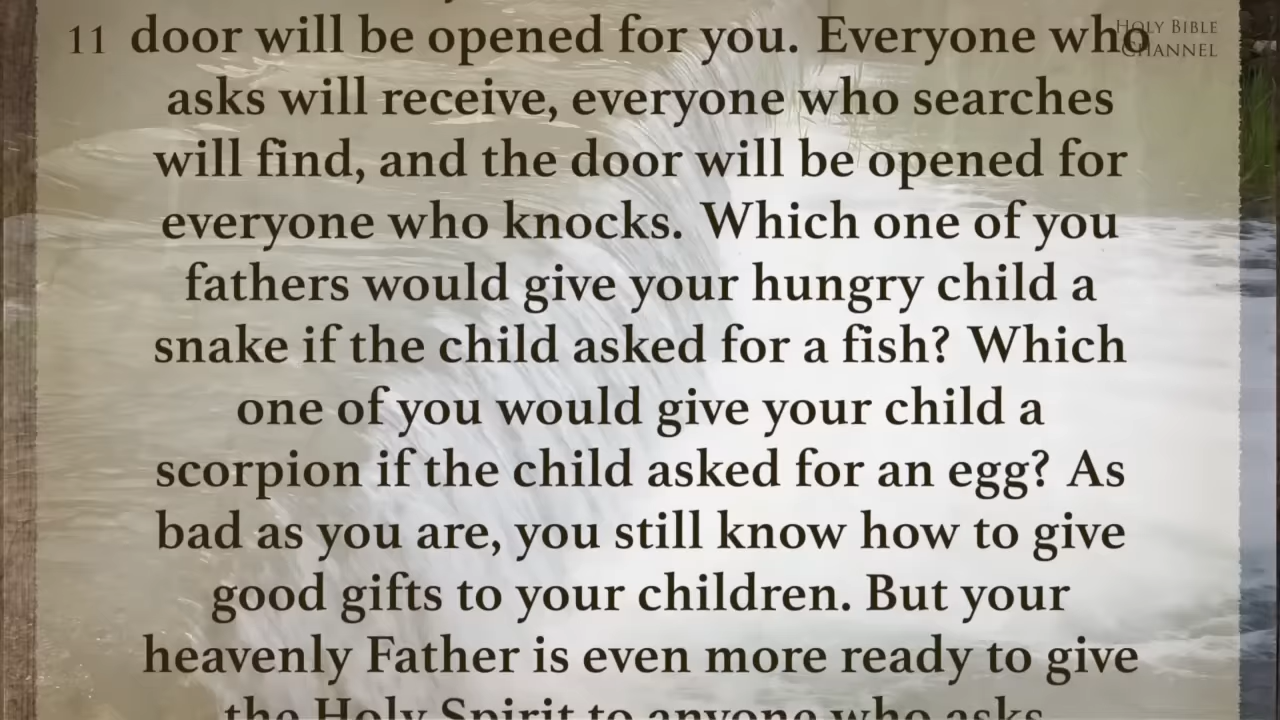 HOLY BIBLE
CHANNEL
11 door will be opened for you. Everyone who
asks will receive, everyone who searches
will find, and the door will be opened for
everyone who knocks. Which one of you
fathers would give your hungry child a
snake if the child asked for a fish? Which
one of you would give your child a
scorpion if the child asked for an egg? As
bad as you are, you still know how to give
good gifts to your children. But your
heavenly Father is even more ready to give
the Holy Spirit to anyone who asks